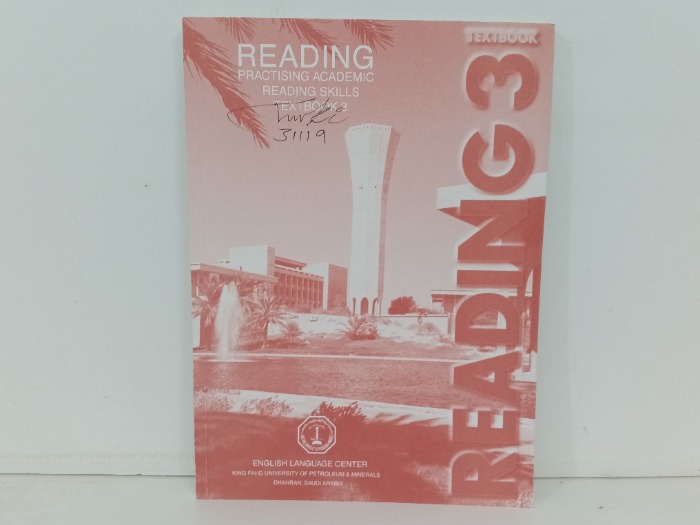 READING
PRACTISING ACADEMIC
READING SKILLS
TEXTBOOK 3
31119
TEXTBOOK
READING 3
ENGLISH LANGUAGE CENTER
KING FAHD UNIVERSITY OF PETROLEUM & MINERALS
DHAHRAN, SAUDI ARABIA